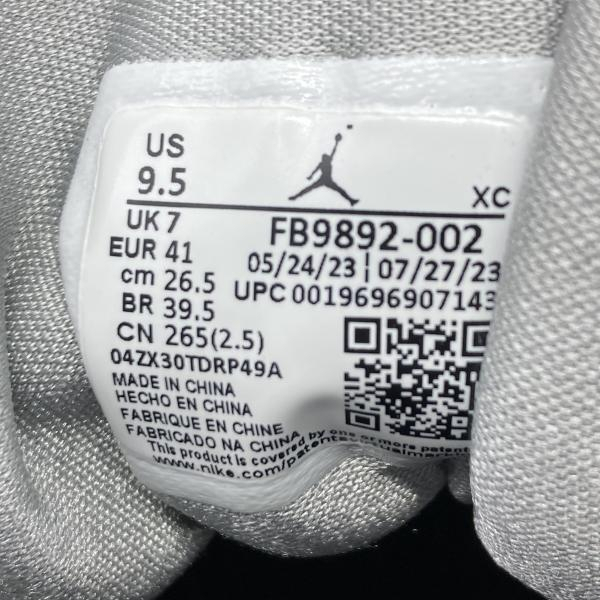 US
9.5
XC
UK 7
FB9892-002
EUR 41
05/24/23 | 07/27/23
cm 26.5
UPC 0019696907143
BR 39.5
CN 265(2.5)
04ZX30TDRP49A
MADE IN CHINA
HECHO EN CHINA
FABRIQUE EN CHINE
FABRICADO NA CHINA
This product is covered by one or more patents
www.nike.com/patents